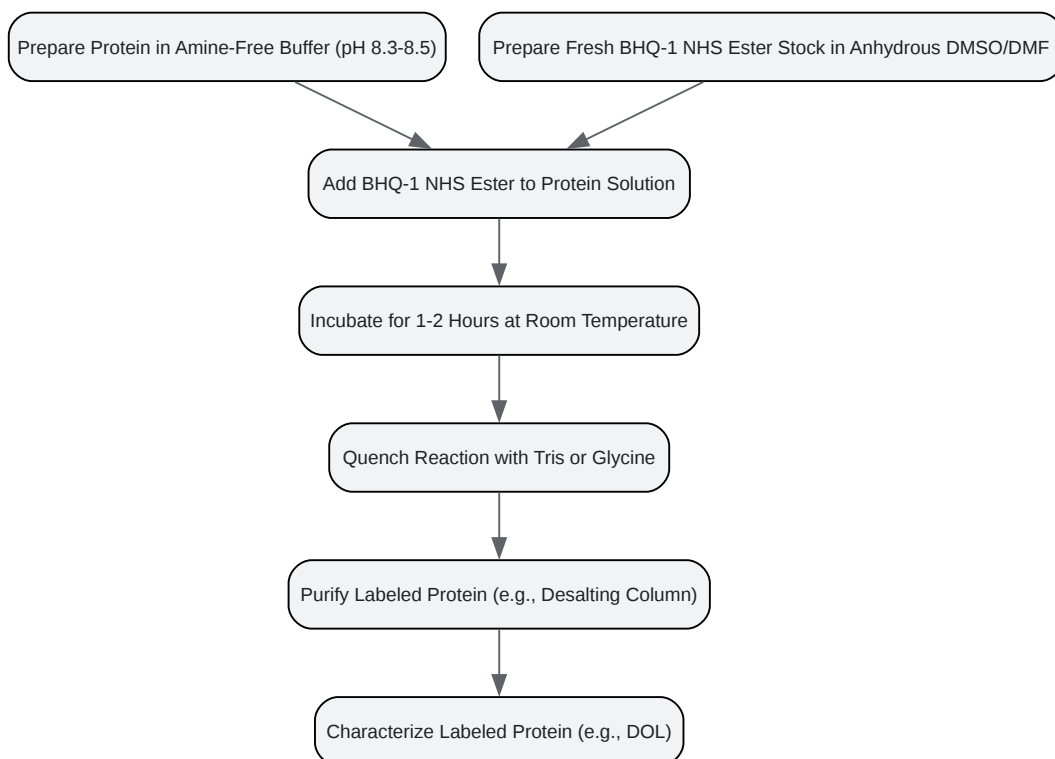 Prepare Protein in Amine-Free Buffer (pH 8.3-8.5)
Prepare Fresh BHQ-1 NHS Ester Stock in Anhydrous DMSO/DMF
Add BHQ-1 NHS Ester to Protein Solution
Incubate for 1-2 Hours at Room Temperature
Quench Reaction with Tris or Glycine
Purify Labeled Protein (e.g., Desalting Column)
Characterize Labeled Protein (e.g., DOL)